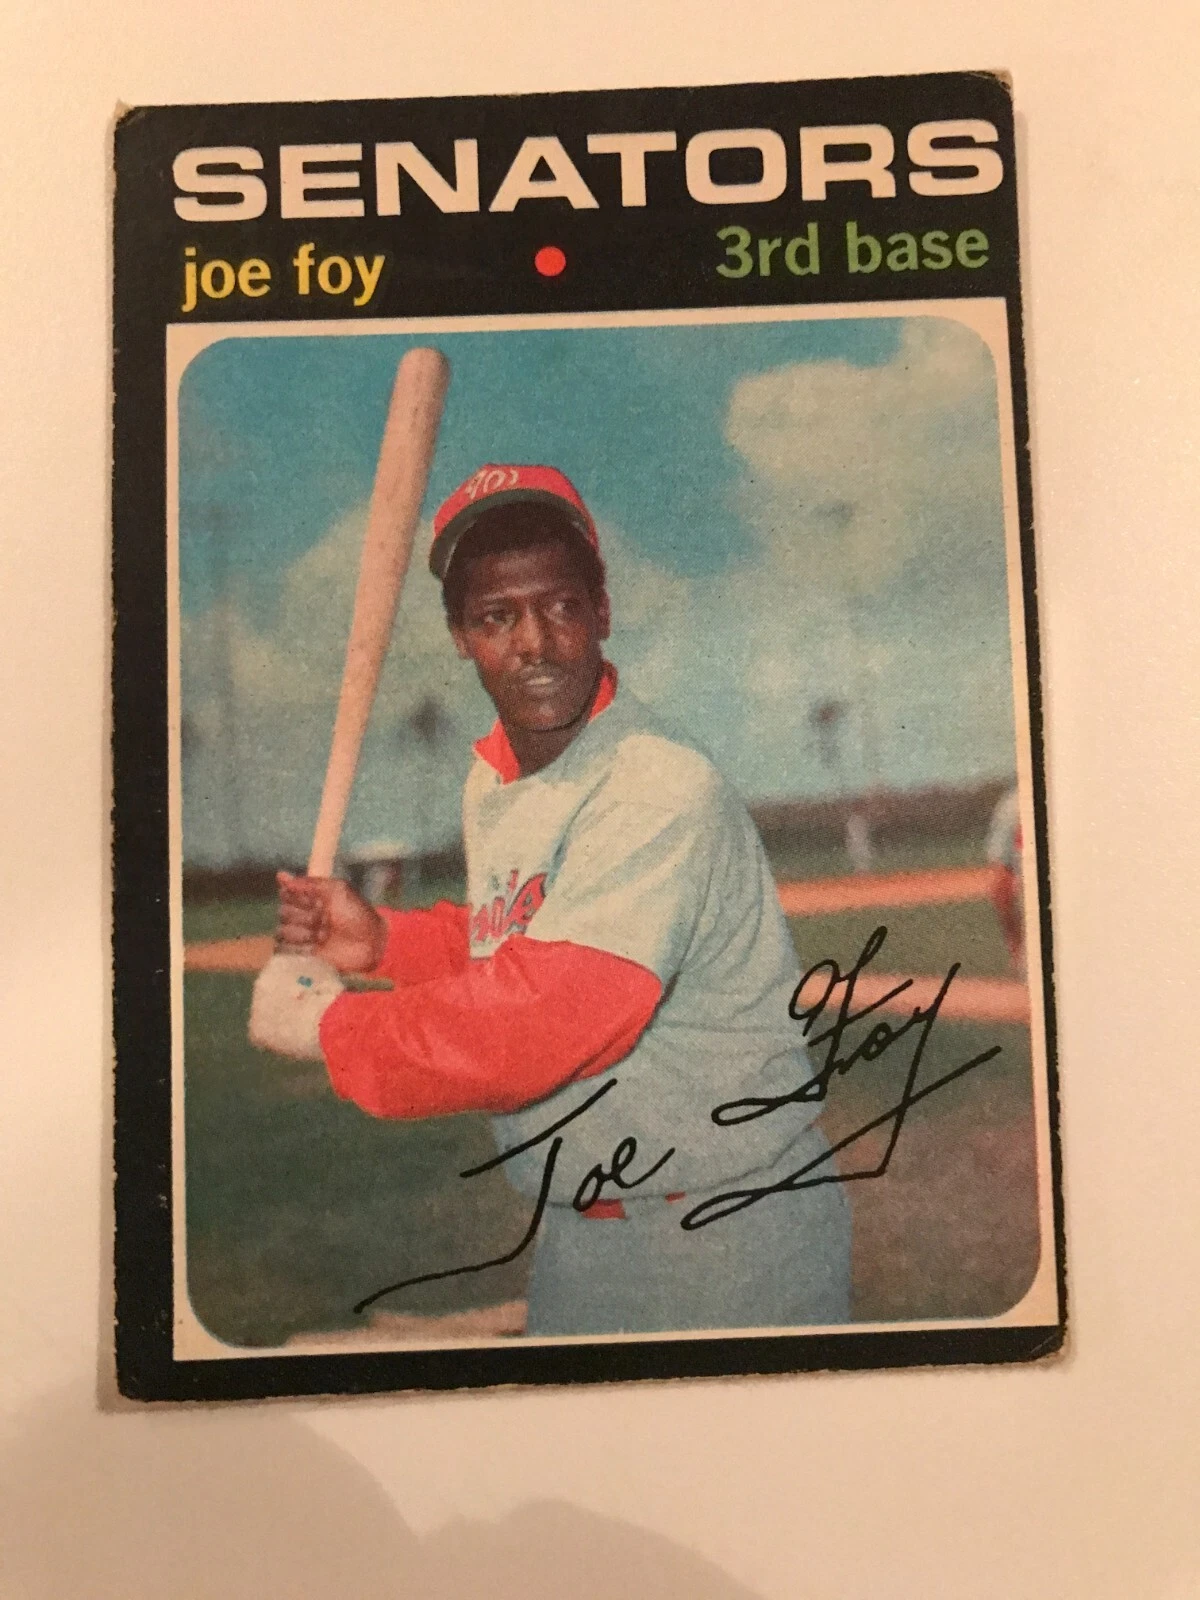 SENATORS
joe foy • 3rd base
Joe Foy